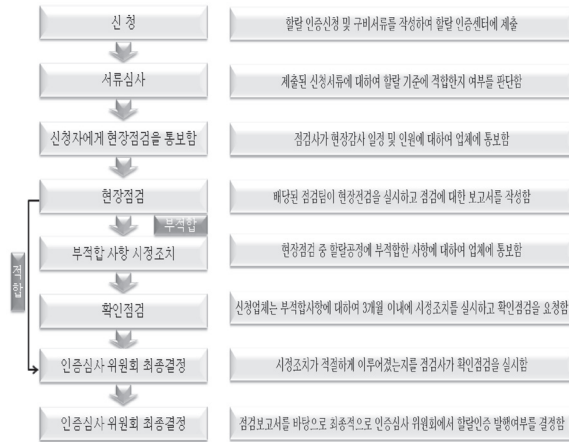 신 청
할랄 인증신청 및 구비서류를 작성하여 할랄 인증센터에 제출
서류심사
제출된 신청서류에 대하여 할랄 기준에 적합한지 여부를 판단함
신청자에게 현장점검을 통보함
점검사가 현장감사 일정 및 인원에 대하여 업체에 통보함
현장점검
배당된 점검팀이 현장전검을 실시하고 점검에 대한 보고서를 작성함
부적합
부적합 사항 시정조치
현장점검 중 할랄공정에 부적합한 사항에 대하여 업체에 통보함
적합
확인점검
신청업체는 부적합사항에 대하여 3개월 이내에 시정조치를 실시하고 확인점검을 요청함
인증심사 위원회 최종결정
시정조치가 적절하게 이루어졌는지를 점검사가 확인점검을 실시함
인증심사 위원회 최종결정
점검보고서를 바탕으로 최종적으로 인증심사 위원회에서 할랄인증 발행여부를 결정함